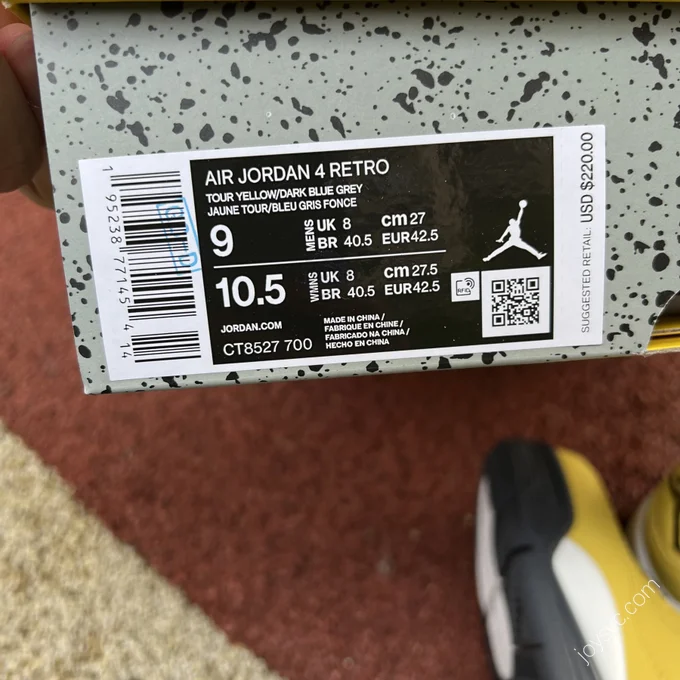 1 95238 77145 4 14
AIR JORDAN 4 RETRO
TOUR YELLOW/DARK BLUE GREY
JAUNE TOUR/BLEU GRIS FONCE
9
MENS
UK 8 cm 27
BR 40.5 EUR 42.5
10.5
WMNS
UK 8 cm 27.5
BR 40.5 EUR 42.5
JORDAN.COM
CT8527 700
MADE IN CHINA /
FABRIQUE EN CHINE /
FABRICADO NA CHINA /
HECHO EN CHINA
RFID
SUGGESTED RETAIL: USD $220.00